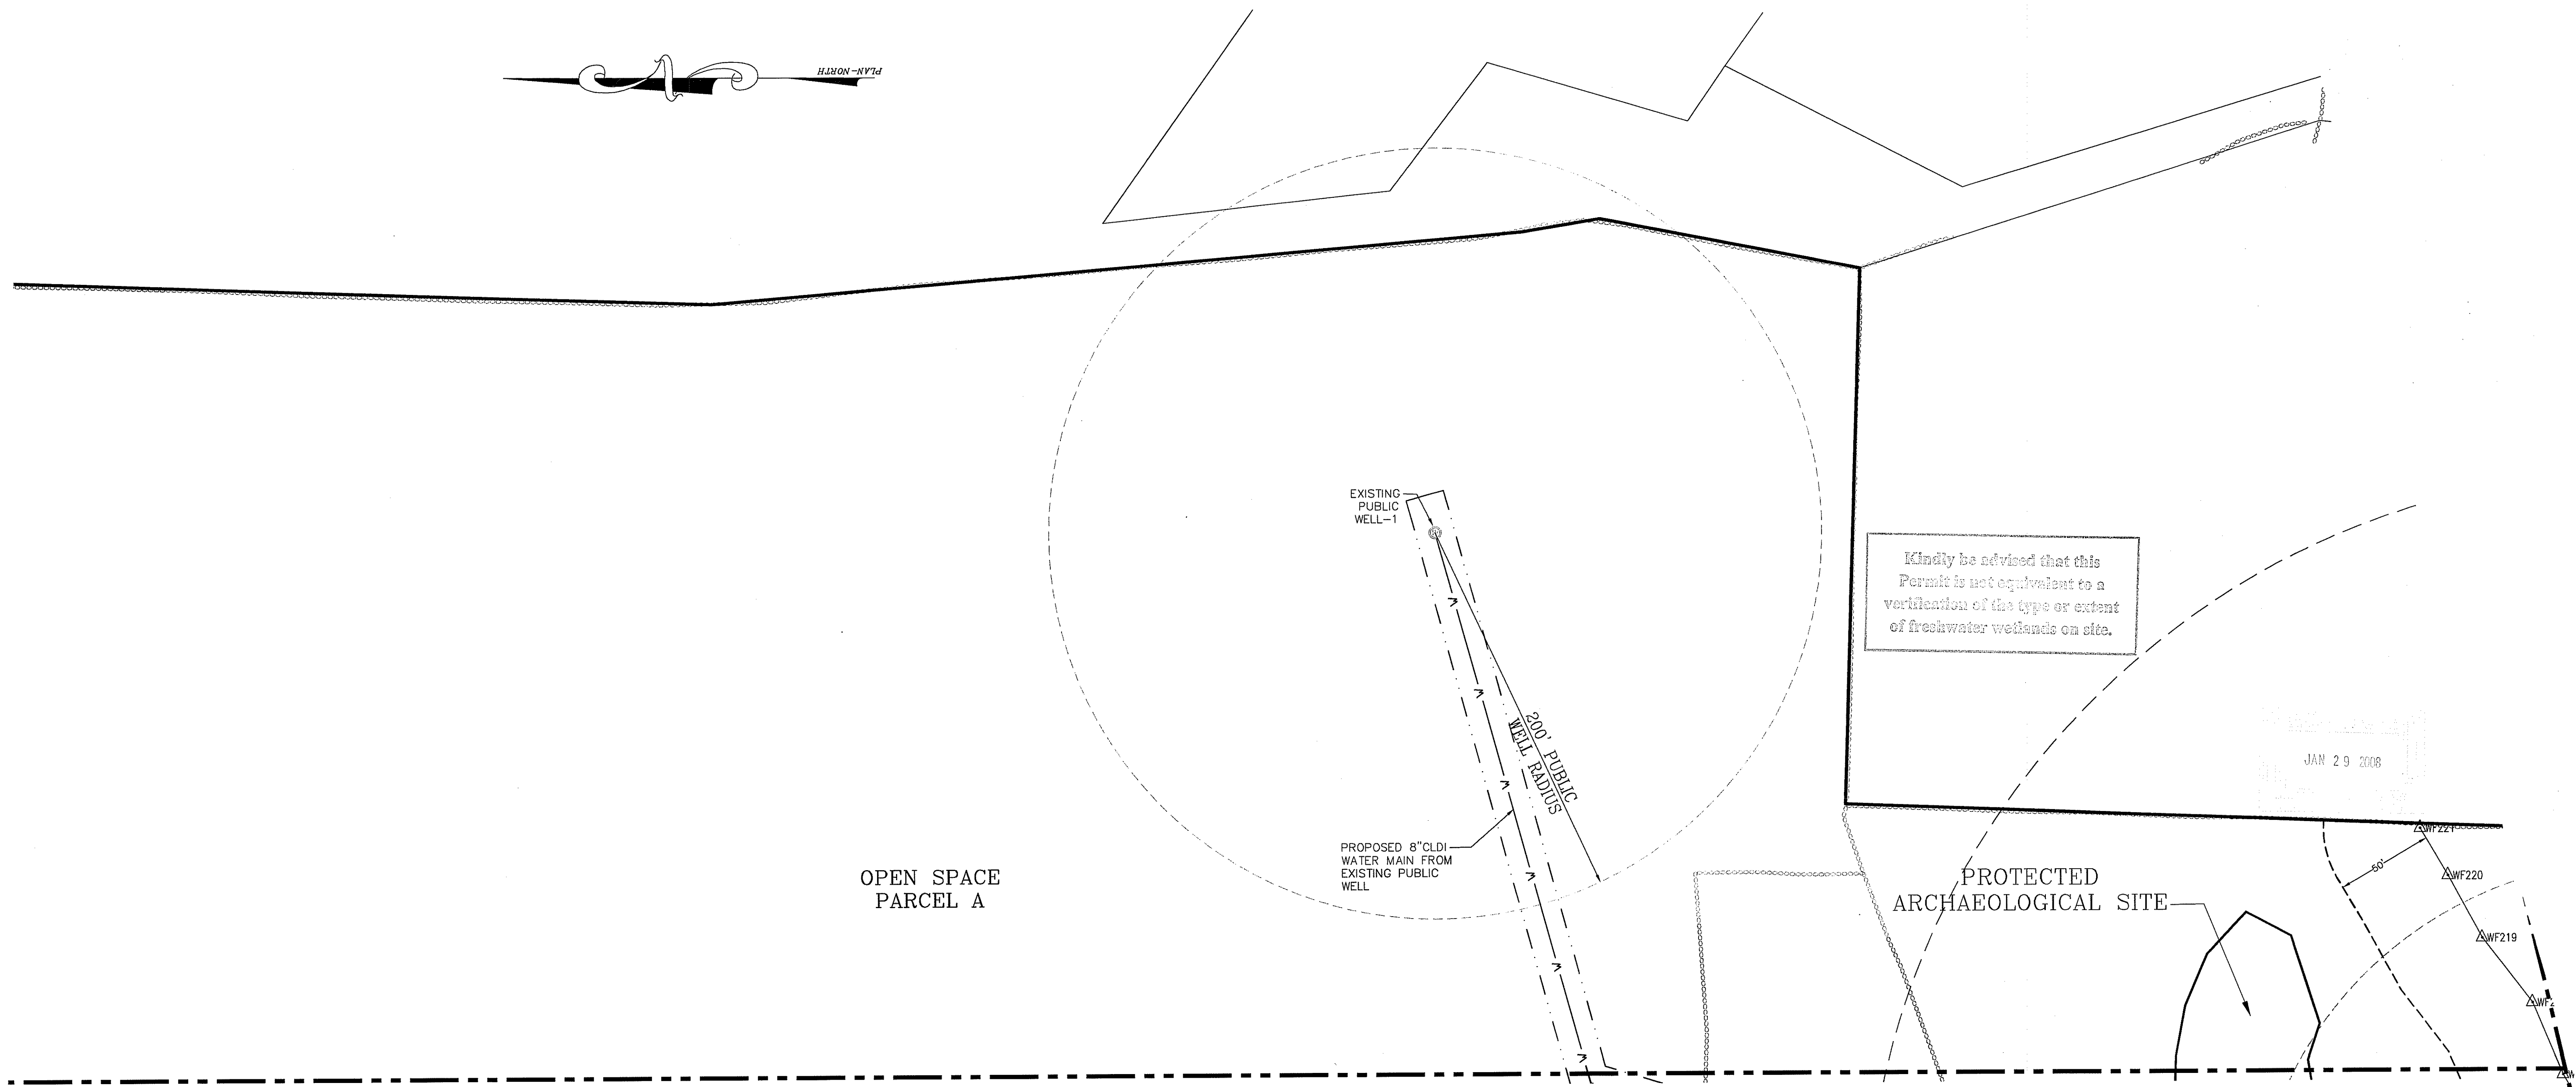 PLAN-NORTH
EXISTING
PUBLIC
WELL-1
Kindly be advised that this
Permit is not equivalent to a
verification of the type or extent
of freshwater wetlands on site.
200' PUBLIC
WELL RADIUS
W
W
W
W
W
W
JAN 29 2008
PROPOSED 8"CLDI
WATER MAIN FROM
EXISTING PUBLIC
WELL
OPEN SPACE
PARCEL A
PROTECTED
ARCHAEOLOGICAL SITE
50'
WF221
WF220
WF219
WF2
W